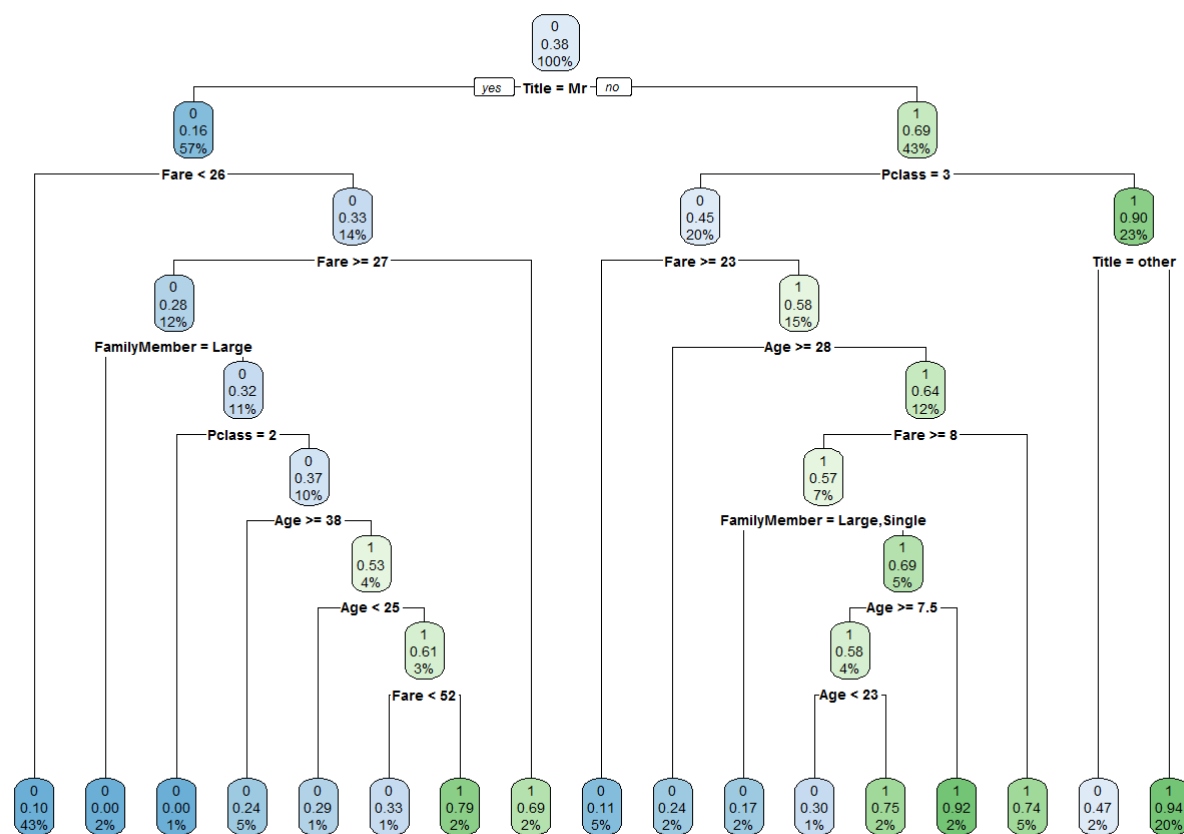 0
0.38
100%
yes Title = Mr no
0
0.16
57%
1
0.69
43%
Fare < 26
Pclass = 3
0
0.33
14%
0
0.45
20%
1
0.90
23%
Fare >= 27
Fare >= 23
Title = other
0
0.28
12%
1
0.58
15%
FamilyMember = Large
Age >= 28
0
0.32
11%
1
0.64
12%
Pclass = 2
Fare >= 8
0
0.37
10%
1
0.57
7%
Age >= 38
FamilyMember = Large,Single
1
0.53
4%
1
0.69
5%
Age < 25
Age >= 7.5
1
0.61
3%
1
0.58
4%
Fare < 52
Age < 23
0 0 0 0 0 0 1 1 0 0 0 0 1 1 1 0 1
0.10 0.00 0.00 0.24 0.29 0.33 0.79 0.69 0.11 0.24 0.17 0.30 0.75 0.92 0.74 0.47 0.94
43% 2% 1% 5% 1% 1% 2% 2% 5% 2% 2% 1% 2% 2% 5% 2% 20%